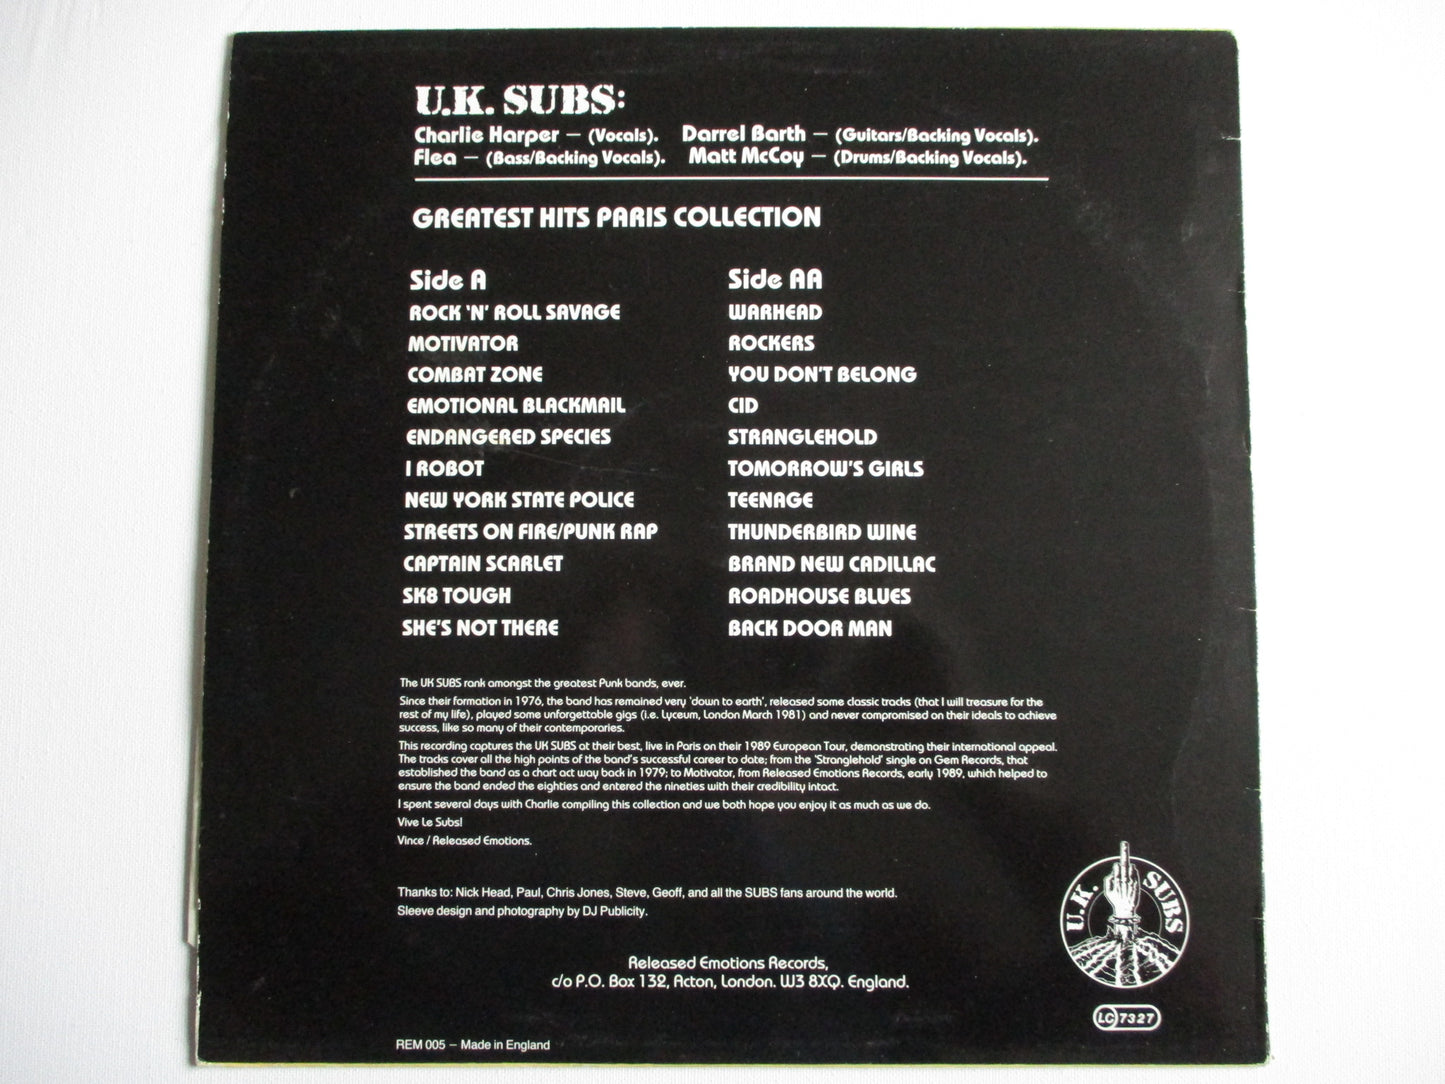 U.K. SUBS:
Charlie Harper – (Vocals). Darrel Barth – (Guitars/Backing Vocals).
Flea – (Bass/Backing Vocals). Matt McCoy – (Drums/Backing Vocals).
GREATEST HITS PARIS COLLECTION
Side A
ROCK 'N' ROLL SAVAGE
MOTIVATOR
COMBAT ZONE
EMOTIONAL BLACKMAIL
ENDANGERED SPECIES
I ROBOT
NEW YORK STATE POLICE
STREETS ON FIRE/PUNK RAP
CAPTAIN SCARLET
SK8 TOUGH
SHE'S NOT THERE
Side AA
WARHEAD
ROCKERS
YOU DON'T BELONG
CID
STRANGLEHOLD
TOMORROW'S GIRLS
TEENAGE
THUNDERBIRD WINE
BRAND NEW CADILLAC
ROADHOUSE BLUES
BACK DOOR MAN
The UK SUBS rank amongst the greatest Punk bands, ever.
Since their formation in 1976, the band has remained very 'down to earth', released some classic tracks (that I will treasure for the
rest of my life), played some unforgettable gigs (i.e. Lyceum, London March 1981) and never compromised on their ideals to achieve
success, like so many of their contemporaries.
This recording captures the UK SUBS at their best, live in Paris on their 1989 European Tour, demonstrating their international appeal.
The tracks cover all the high points of the band's successful career to date; from the 'Stranglehold' single on Gem Records, that
established the band as a chart act way back in 1979; to Motivator, from Released Emotions Records, early 1989, which helped to
ensure the band ended the eighties and entered the nineties with their credibility intact.
I spent several days with Charlie compiling this collection and we both hope you enjoy it as much as we do.
Vive Le Subs!
Vince / Released Emotions.
Thanks to: Nick Head, Paul, Chris Jones, Steve, Geoff, and all the SUBS fans around the world.
Sleeve design and photography by DJ Publicity.
U.K. SUBS
Released Emotions Records,
c/o P.O. Box 132, Acton, London. W3 8XQ. England.
LC 7327
REM 005 – Made in England